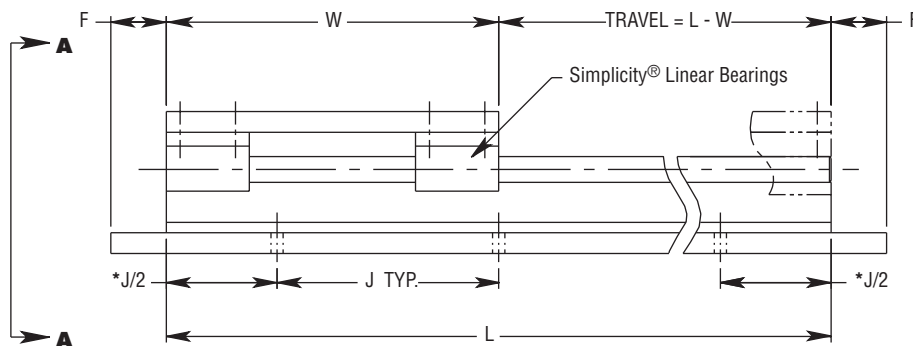 F
W
TRAVEL = L - W
F
A
Simplicity® Linear Bearings
*J/2
J TYP.
*J/2
L
A